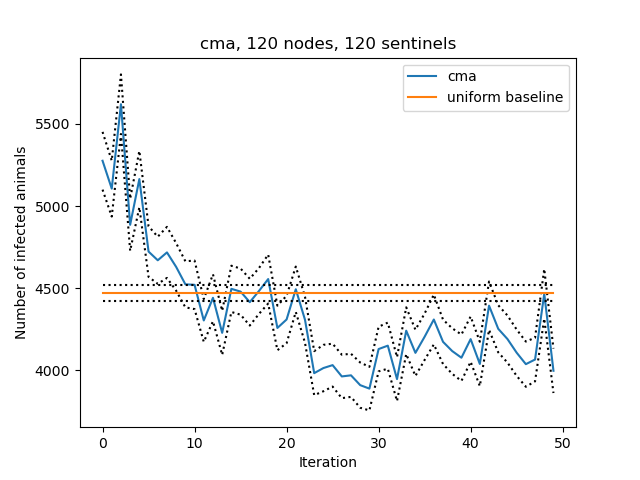 cma, 120 nodes, 120 sentinels
cma
uniform baseline
Number of infected animals
5500
5000
4500
4000
0 10 20 30 40 50
Iteration